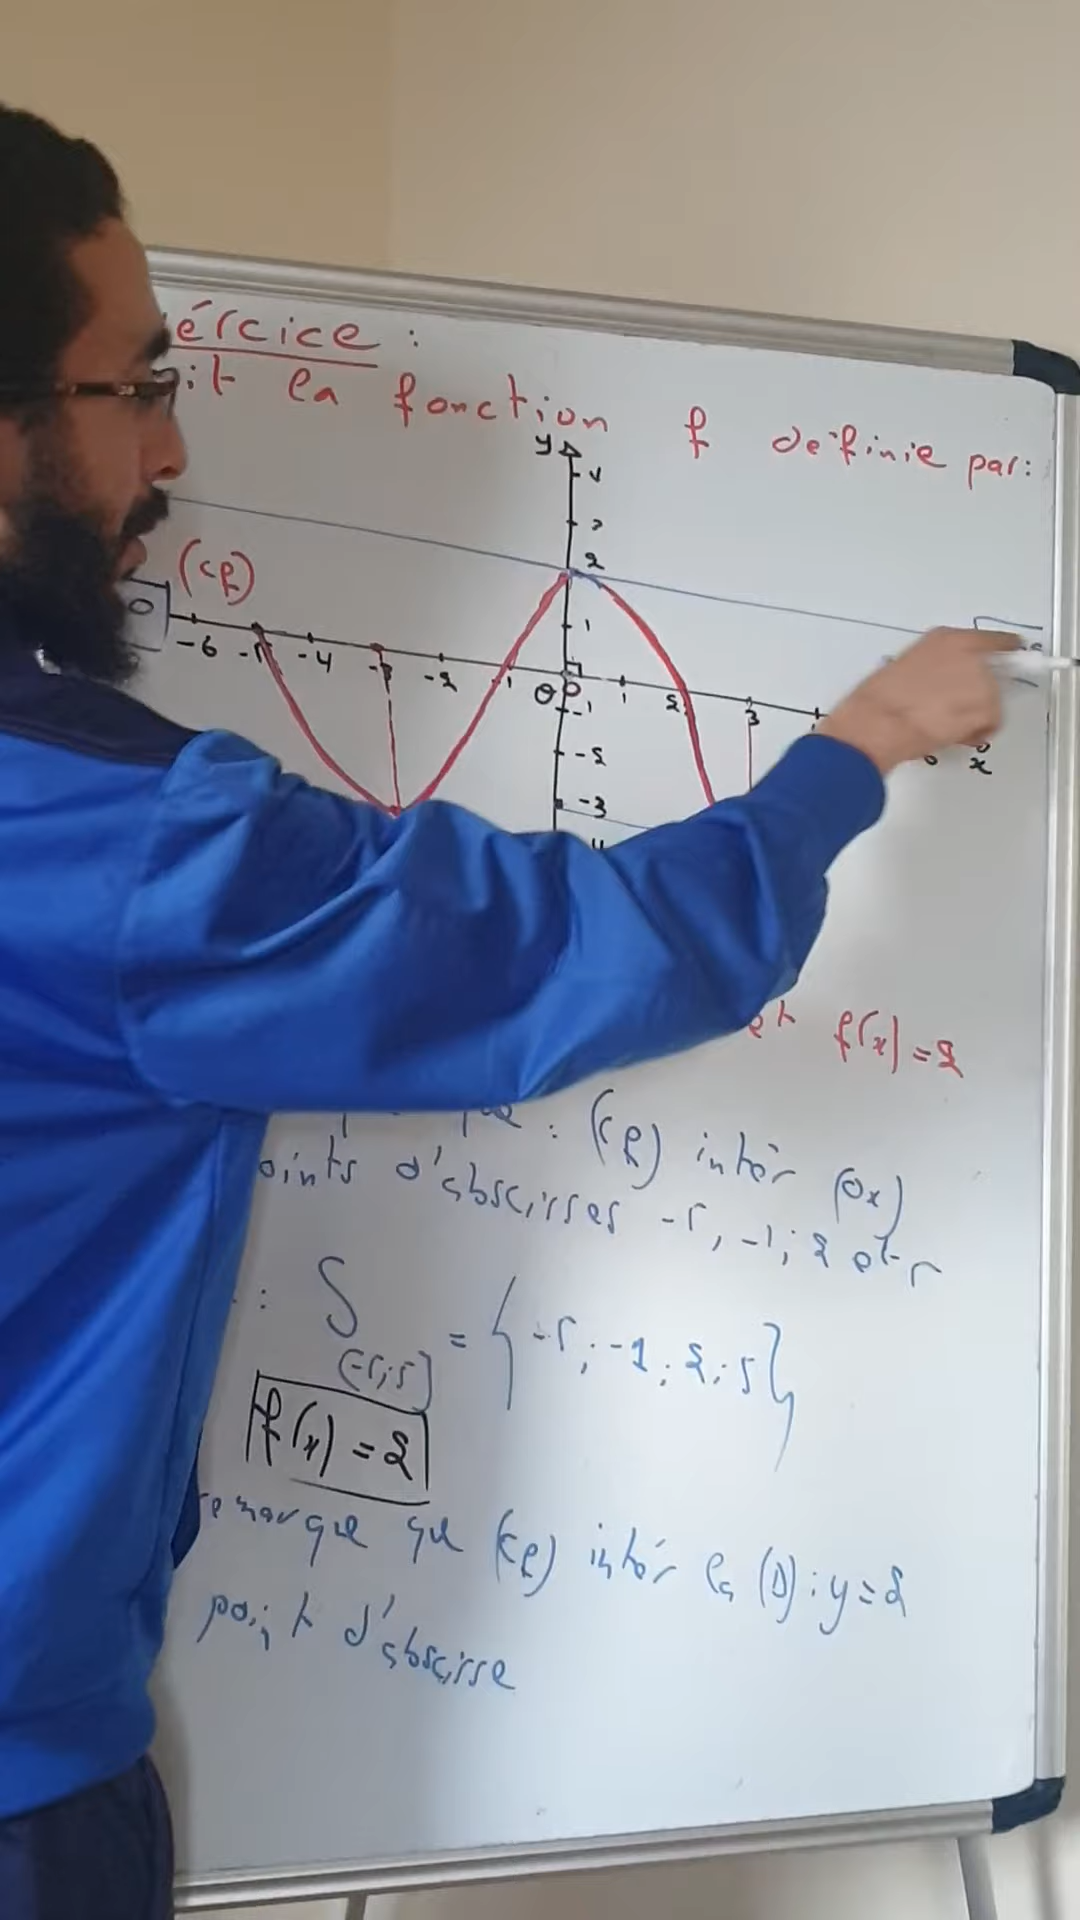 ércice :
it la fonction f définie par:
y
4
3
2
(Cf)
1
-6 -5 -4 -3 -2 -1 0 1 2 3
-1
-2
x
-3
et f(x)=2
: (Cf) intér (Ox)
oints d'abscisses -5, -1; 2 et 5
: S[-5;5] = {-5; -1; 2; 5}
f(x) = 2
remarque que (Cf) intér la (D) : y=2
point d'abscisse